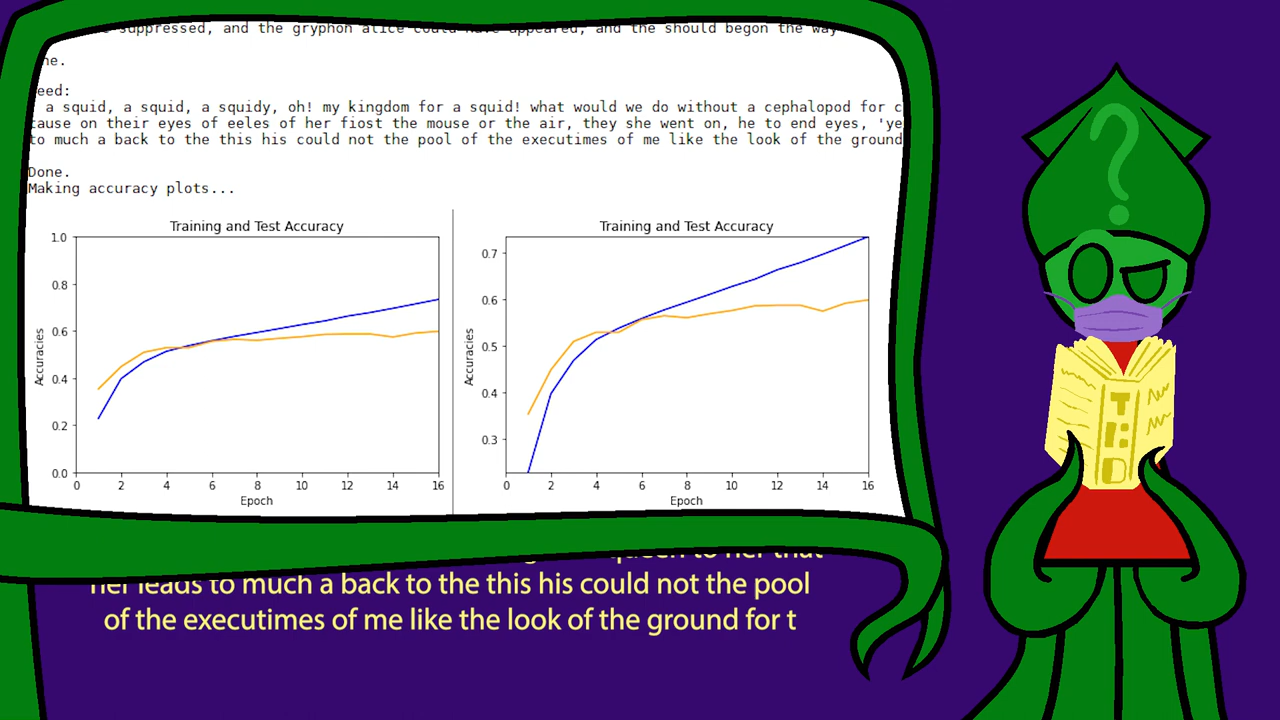 suppressed, and the gryphon alice could have appeared, and the should begon the way
ne.
eed:
a squid, a squid, a squidy, oh! my kingdom for a squid! what would we do without a cephalopod for c
cause on their eyes of eeles of her fiost the mouse or the air, they she went on, he to end eyes, 'ye
to much a back to the this his could not the pool of the executimes of me like the look of the ground
Done.
Making accuracy plots...
Training and Test Accuracy
Accuracies
1.0
0.8
0.6
0.4
0.2
0.0
0 2 4 6 8 10 12 14 16
Epoch
Training and Test Accuracy
Accuracies
0.7
0.6
0.5
0.4
0.3
0 2 4 6 8 10 12 14 16
Epoch
queen to her that
her leads to much a back to the this his could not the pool
of the executimes of me like the look of the ground for t
?
T
I:
D